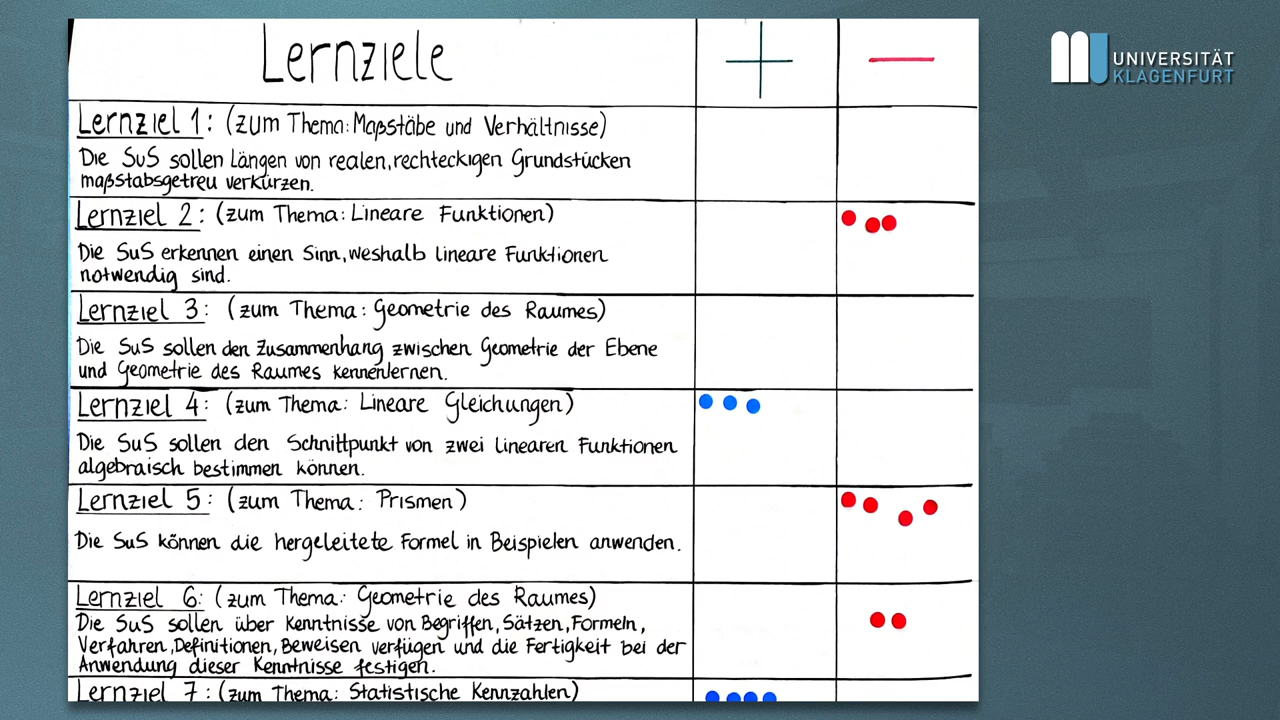 Lernziele + —
UNIVERSITÄT
KLAGENFURT
Lernziel 1: (zum Thema: Maßstäbe und Verhältnisse)
Die SuS sollen Längen von realen, rechteckigen Grundstücken
maßstabsgetreu verkürzen.
Lernziel 2: (zum Thema: Lineare Funktionen)
Die SuS erkennen einen Sinn, weshalb lineare Funktionen
notwendig sind.
Lernziel 3: (zum Thema: Geometrie des Raumes)
Die SuS sollen den Zusammenhang zwischen Geometrie der Ebene
und Geometrie des Raumes kennenlernen.
Lernziel 4: (zum Thema: Lineare Gleichungen)
Die SuS sollen den Schnittpunkt von zwei linearen Funktionen
algebraisch bestimmen können.
Lernziel 5: (zum Thema: Prismen)
Die SuS können die hergeleitete Formel in Beispielen anwenden.
Lernziel 6: (zum Thema: Geometrie des Raumes)
Die SuS sollen über Kenntnisse von Begriffen, Sätzen, Formeln,
Verfahren, Definitionen, Beweisen verfügen und die Fertigkeit bei der
Anwendung dieser Kenntnisse festigen.
Lernziel 7: (zum Thema: Statistische Kennzahlen)